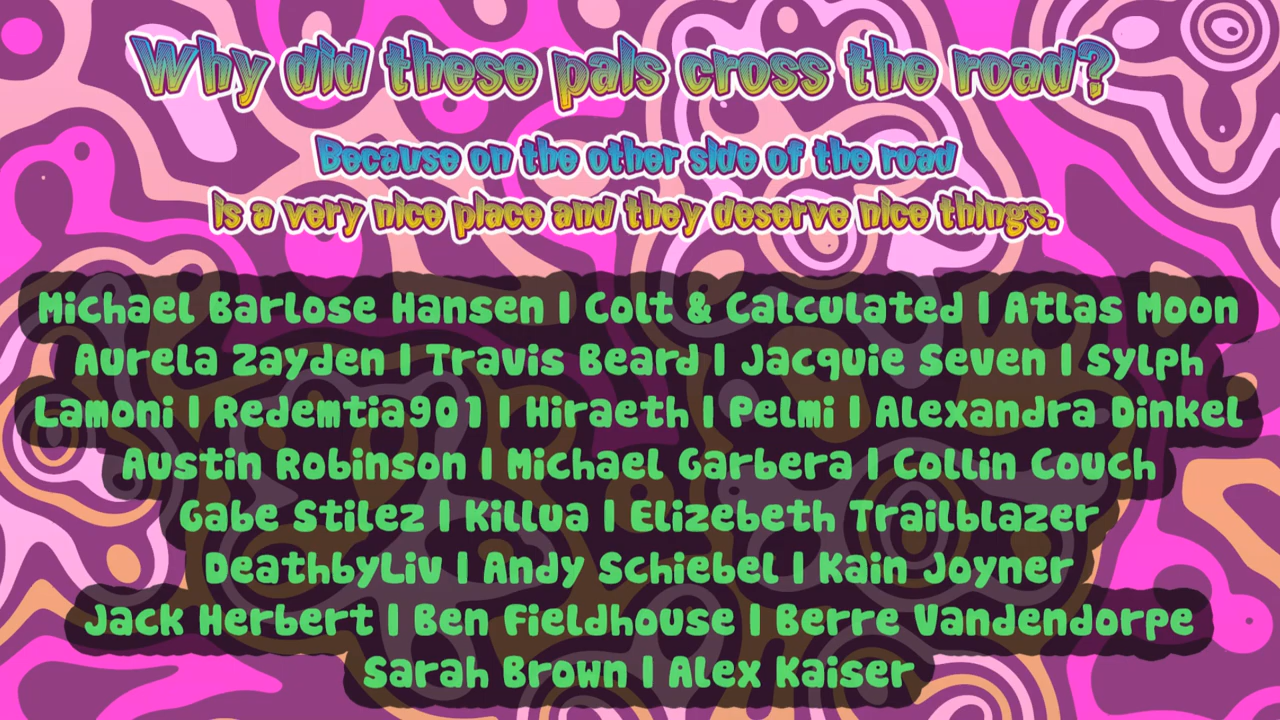 Why did these pals cross the road?
Because on the other side of the road
is a very nice place and they deserve nice things.
Michael Barlose Hansen | Colt & Calculated | Atlas Moon
Aurela Zayden | Travis Beard | Jacquie Seven | Sylph
Lamoni | Redemtia901 | Hiraeth | Pelmi | Alexandra Dinkel
Austin Robinson | Michael Garbera | Collin Couch
Gabe Stilez | Killua | Elizebeth Trailblazer
DeathbyLiv | Andy Schiebel | Kain Joyner
Jack Herbert | Ben Fieldhouse | Berre Vandendorpe
Sarah Brown | Alex Kaiser